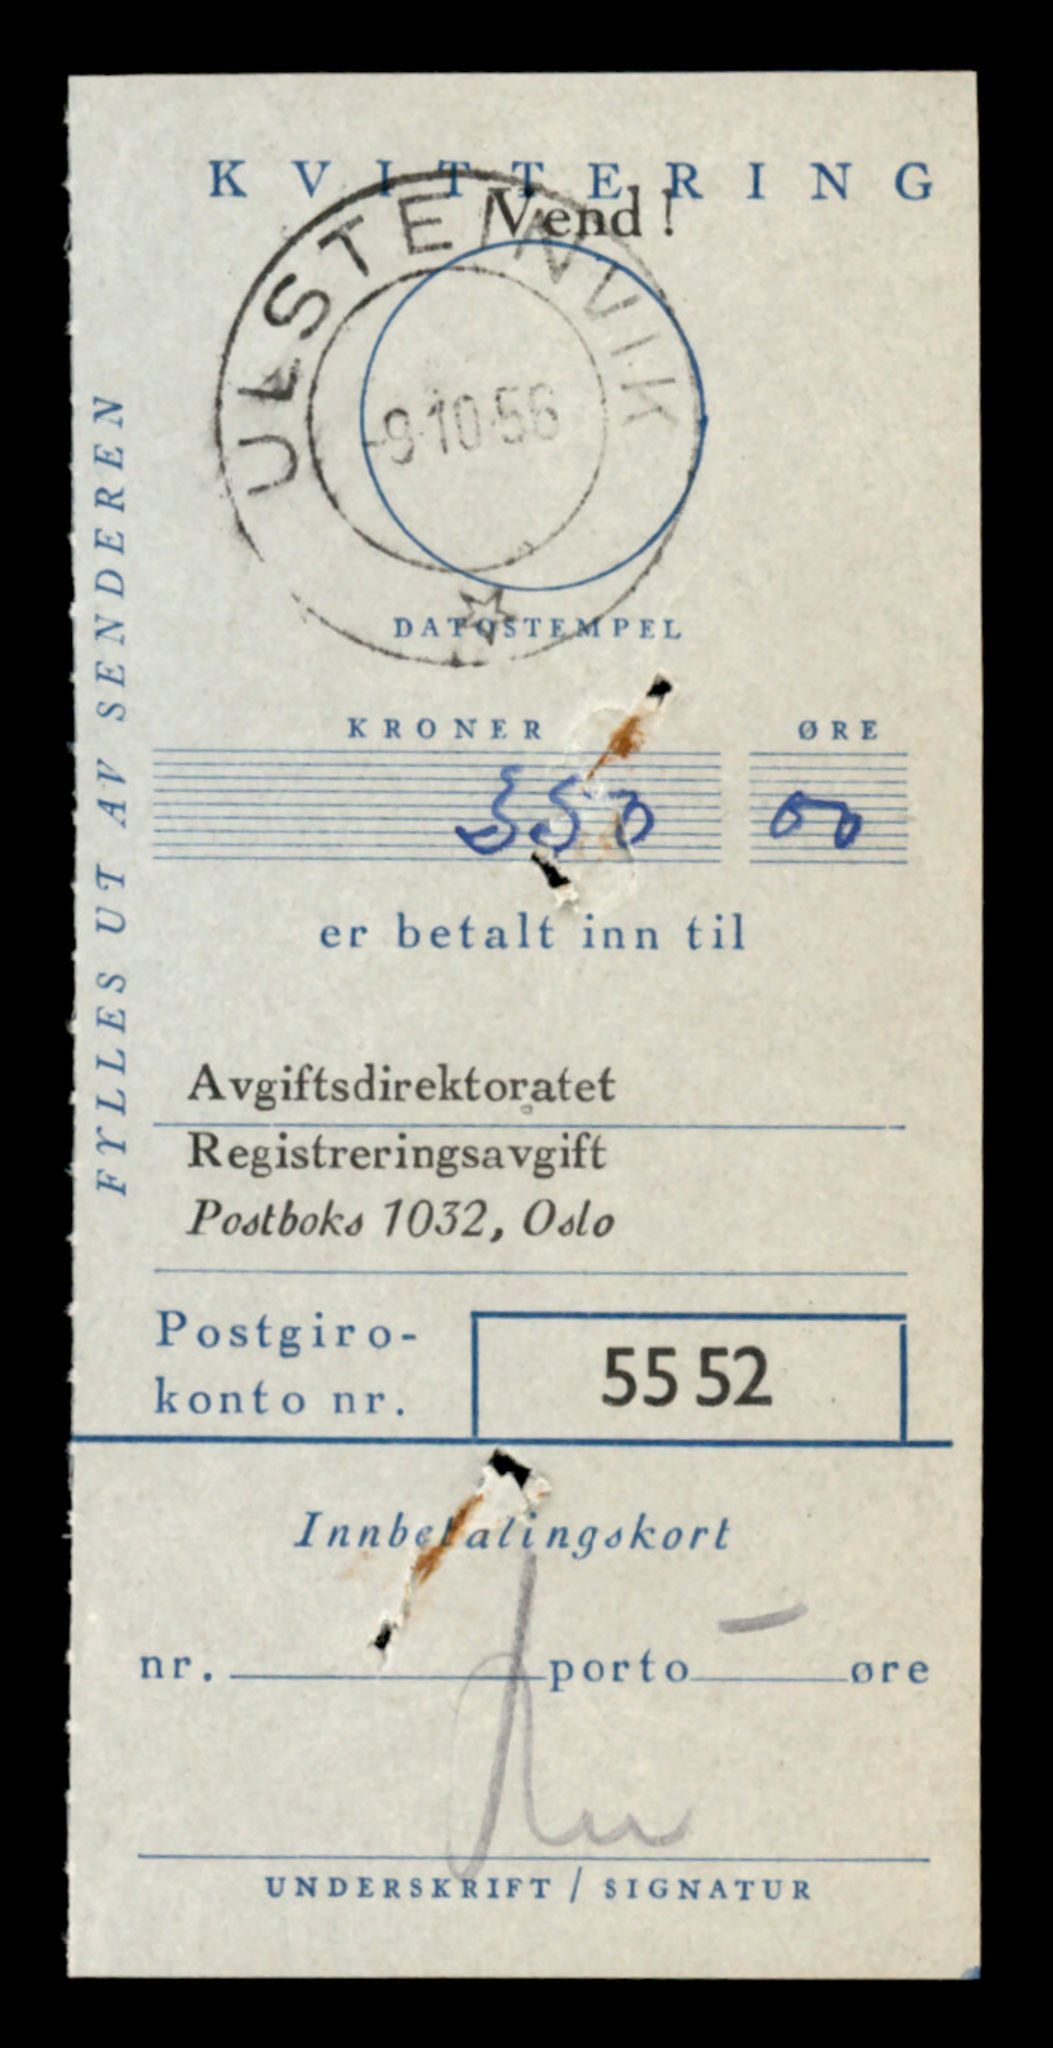 KVITTERING
Vend!
ULSTEINVIK
-9.10.56
DATOSTEMPEL
FYLLES UT AV SENDEREN
KRONER ØRE
550 00
er betalt inn til
Avgiftsdirektoratet
Registreringsavgift
Postboks 1032, Oslo
Postgiro-
konto nr. 55 52
Innbetalingskort
nr. porto – øre
UNDERSKRIFT / SIGNATUR